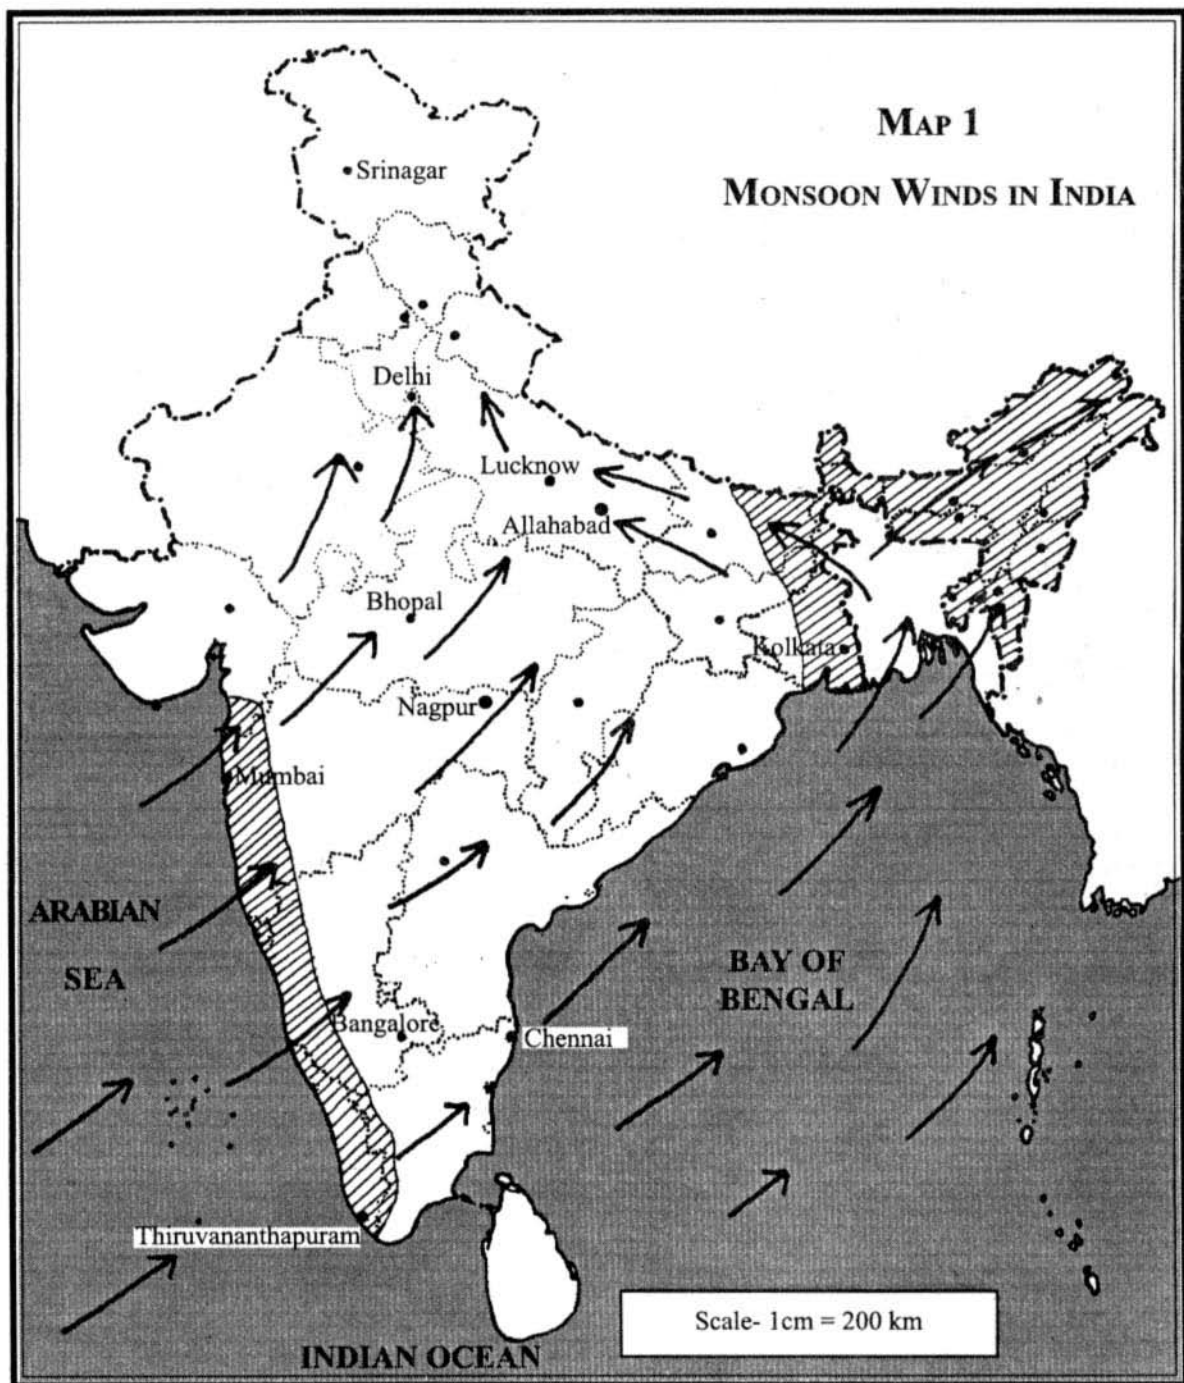 MAP 1
MONSOON WINDS IN INDIA
Srinagar
Delhi
Lucknow
Allahabad
Bhopal
Kolkata
Nagpur
Mumbai
ARABIAN
SEA
BAY OF
BENGAL
Bangalore
Chennai
Thiruvananthapuram
Scale- 1cm = 200 km
INDIAN OCEAN